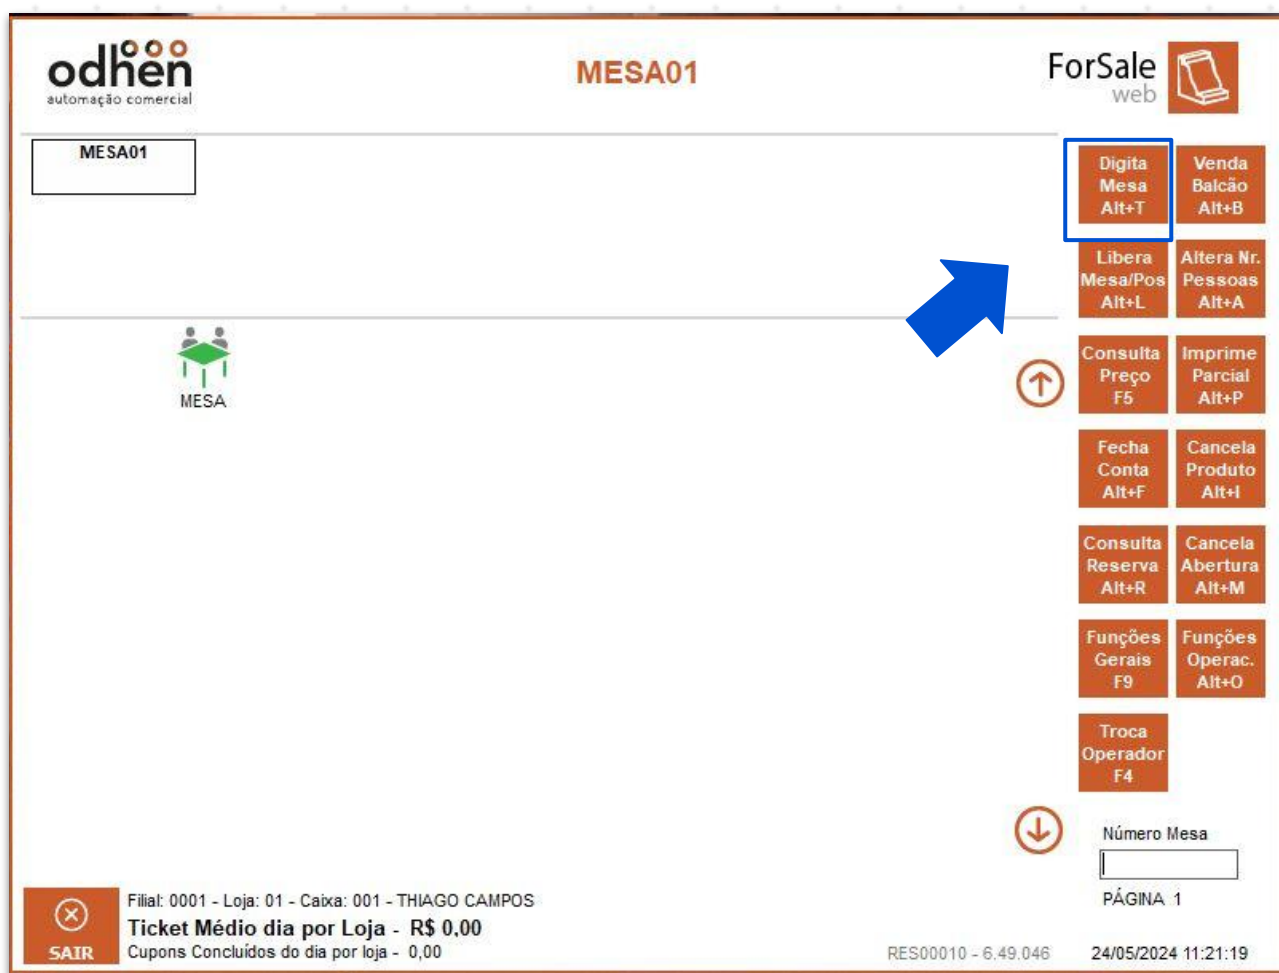 odhen
automação comercial
MESA01
ForSale
web
MESA01
Digita
Mesa
Alt+T
Venda
Balcão
Alt+B
Libera
Mesa/Pos
Alt+L
Altera Nr.
Pessoas
Alt+A
MESA
Consulta
Preço
F5
Imprime
Parcial
Alt+P
Fecha
Conta
Alt+F
Cancela
Produto
Alt+I
Consulta
Reserva
Alt+R
Cancela
Abertura
Alt+M
Funções
Gerais
F9
Funções
Operac.
Alt+O
Troca
Operador
F4
Número Mesa
PÁGINA 1
SAIR
Filial: 0001 - Loja: 01 - Caixa: 001 - THIAGO CAMPOS
Ticket Médio dia por Loja - R$ 0,00
Cupons Concluídos do dia por loja - 0,00
RES00010 - 6.49.046
24/05/2024 11:21:19